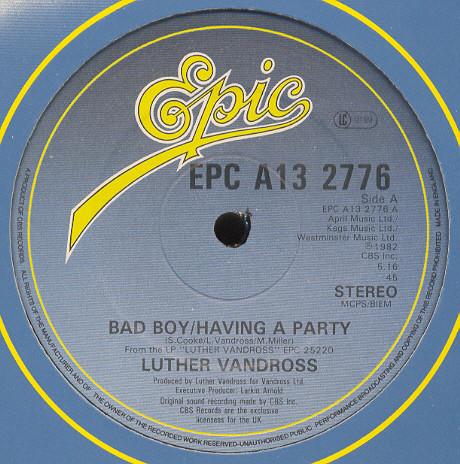 Epic
EPC A13 2776
Side A
EPC A13 2776 A
April Music Ltd./
Kags Music Ltd./
Westminster Music Ltd.
℗1982
CBS Inc.
6.16
45
STEREO
MCPS/BIEM
BAD BOY/HAVING A PARTY
(S.Cooke/L.Vandross/M.Miller)
From the LP "LUTHER VANDROSS" EPC 25220
LUTHER VANDROSS
Produced by Luther Vandross for Vandross Ltd.
Executive Producer: Larkin Arnold
Original sound recording made by CBS Inc.
CBS Records are the exclusive
licensees for the UK
A PRODUCT OF CBS RECORDS. ALL RIGHTS OF THE MANUFACTURER AND OF THE OWNER OF THE RECORDED WORK RESERVED-UNAUTHORISED PUBLIC PERFORMANCE BROADCASTING AND COPYING OF THIS RECORD PROHIBITED. MADE IN ENGLAND